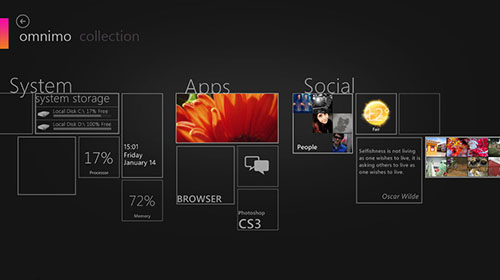 omnimo collection
System
Apps
Social
system storage
Local Disk C:\ 17% Free
Local Disk D:\ 100% Free
17%
Processor
15:01
Friday
January 14
72%
Memory
BROWSER
Photoshop
CS3
People
Fair
Selfishness is not living
as one wishes to live, it is
asking others to live as
one wishes to live.
Oscar Wilde